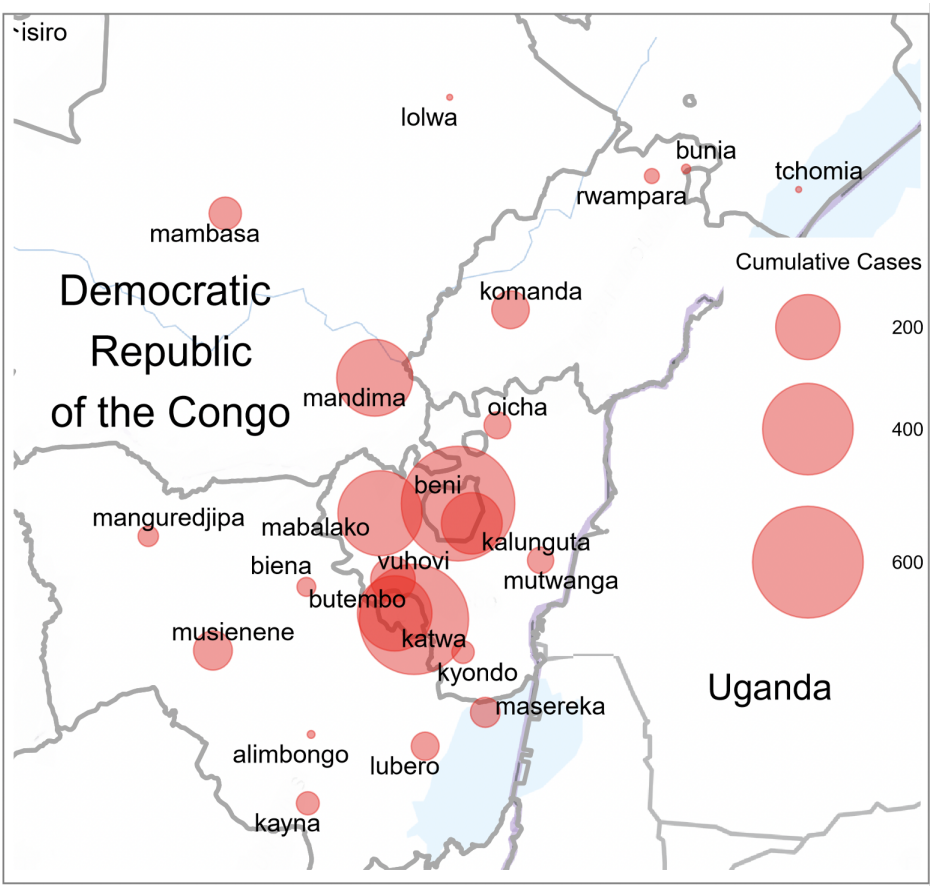 isiro
lolwa
bunia
tchomia
rwampara
mambasa
Cumulative Cases
Democratic
Republic
of the Congo
komanda
200
mandima
oicha
400
beni
manguredjipa
mabalako
kalunguta
vuhovi
biena
mutwanga
600
butembo
musienene
katwa
kyondo
Uganda
masereka
alimbongo
lubero
kayna